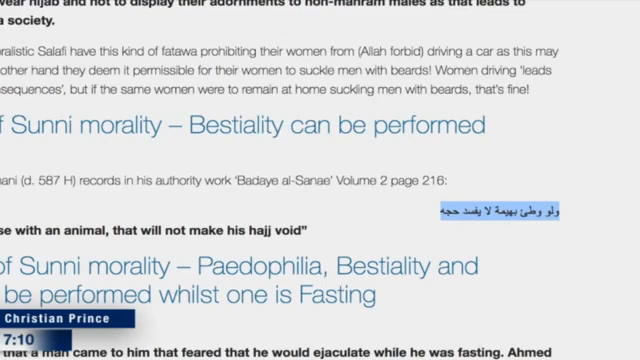 wear hijab and not to display their adornments to non-mahram males as that leads to
a society.
oralistic Salafi have this kind of fatawa prohibiting their women from (Allah forbid) driving a car as this may
other hand they deem it permissible for their women to suckle men with beards! Women driving 'leads
nsequences', but if the same women were to remain at home suckling men with beards, that's fine!
of Sunni morality – Bestiality can be performed
ani (d. 587 H) records in his authority work 'Badaye al-Sanae' Volume 2 page 216:
ولو وطئ بهيمة لا يفسد حجه
se with an animal, that will not make his hajj void”
of Sunni morality – Paedophilia, Bestiality and
be performed whilst one is Fasting
Christian Prince
7:10
that a man came to him that feared that he would ejaculate while he was fasting. Ahmed